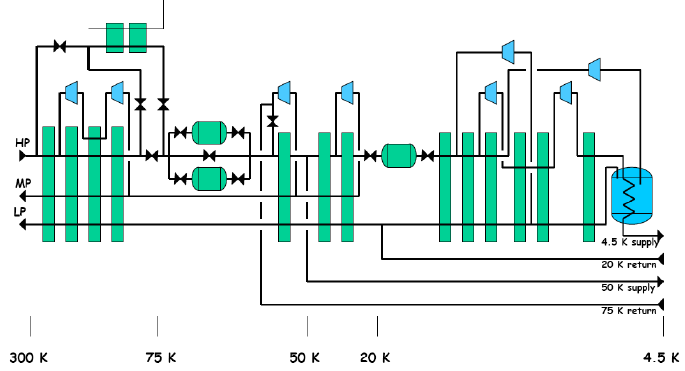 HP
MP
LP
4.5 K supply
20 K return
50 K supply
75 K return
300 K
75 K
50 K
20 K
4.5 K